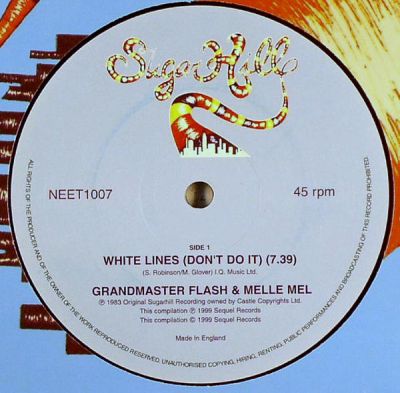 Sugar Hill
NEET1007
45 rpm
SIDE 1
WHITE LINES (DON'T DO IT) (7.39)
(S. Robinson/M. Glover) I.Q. Music Ltd.
GRANDMASTER FLASH & MELLE MEL
℗ 1983 Original Sugarhill Recording owned by Castle Copyrights Ltd.
This compilation ℗ 1999 Sequel Records
This compilation © 1999 Sequel Records
Made in England
ALL RIGHTS OF THE PRODUCER AND OF THE OWNER OF THE WORK REPRODUCED RESERVED. UNAUTHORISED COPYING, HIRING, RENTING, PUBLIC PERFORMANCES AND BROADCASTING OF THIS RECORD PROHIBITED.